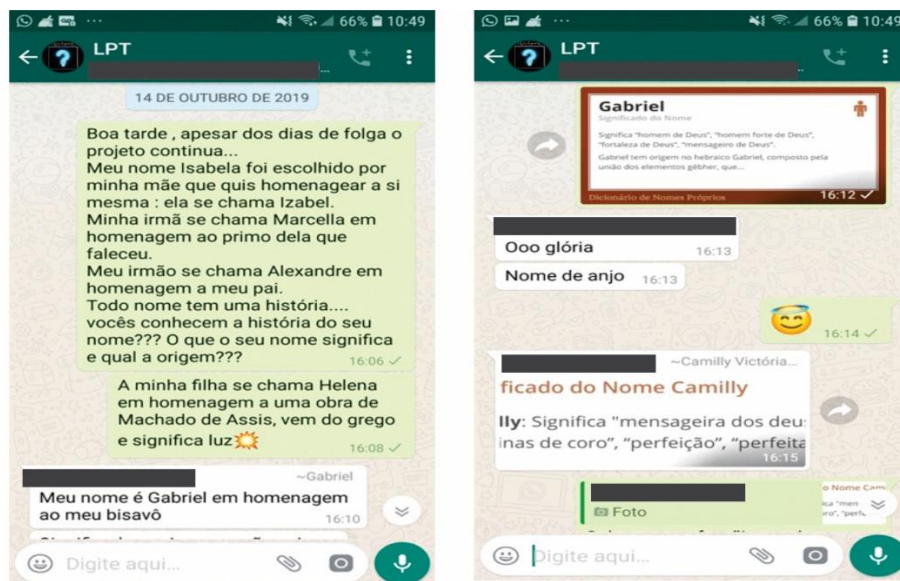 66% 10:49
LPT
14 DE OUTUBRO DE 2019
Boa tarde , apesar dos dias de folga o
projeto continua...
Meu nome Isabela foi escolhido por
minha mãe que quis homenagear a si
mesma : ela se chama Izabel.
Minha irmã se chama Marcella em
homenagem ao primo dela que
faleceu.
Meu irmão se chama Alexandre em
homenagem a meu pai.
Todo nome tem uma história....
vocês conhecem a história do seu
nome??? O que o seu nome significa
e qual a origem???
16:06
A minha filha se chama Helena
em homenagem a uma obra de
Machado de Assis, vem do grego
e significa luz
16:08
~Gabriel
Meu nome é Gabriel em homenagem
ao meu bisavô
16:10
Digite aqui...
66% 10:49
LPT
Gabriel
Significado do Nome
Significa "homem de Deus", "homem forte de Deus",
"fortaleza de Deus", "mensageiro de Deus".
Gabriel tem origem no hebraico Gabriel, composto pela
união dos elementos gébher, que...
Dicionário de Nomes Próprios
16:12
Ooo glória
16:13
Nome de anjo
16:13
16:14
~Camilly Victória...
ficado do Nome Camilly
lly: Significa "mensageira dos deu
inas de coro", "perfeição", "perfeita
16:15
o Nome Cam
Foto
Digite aqui...